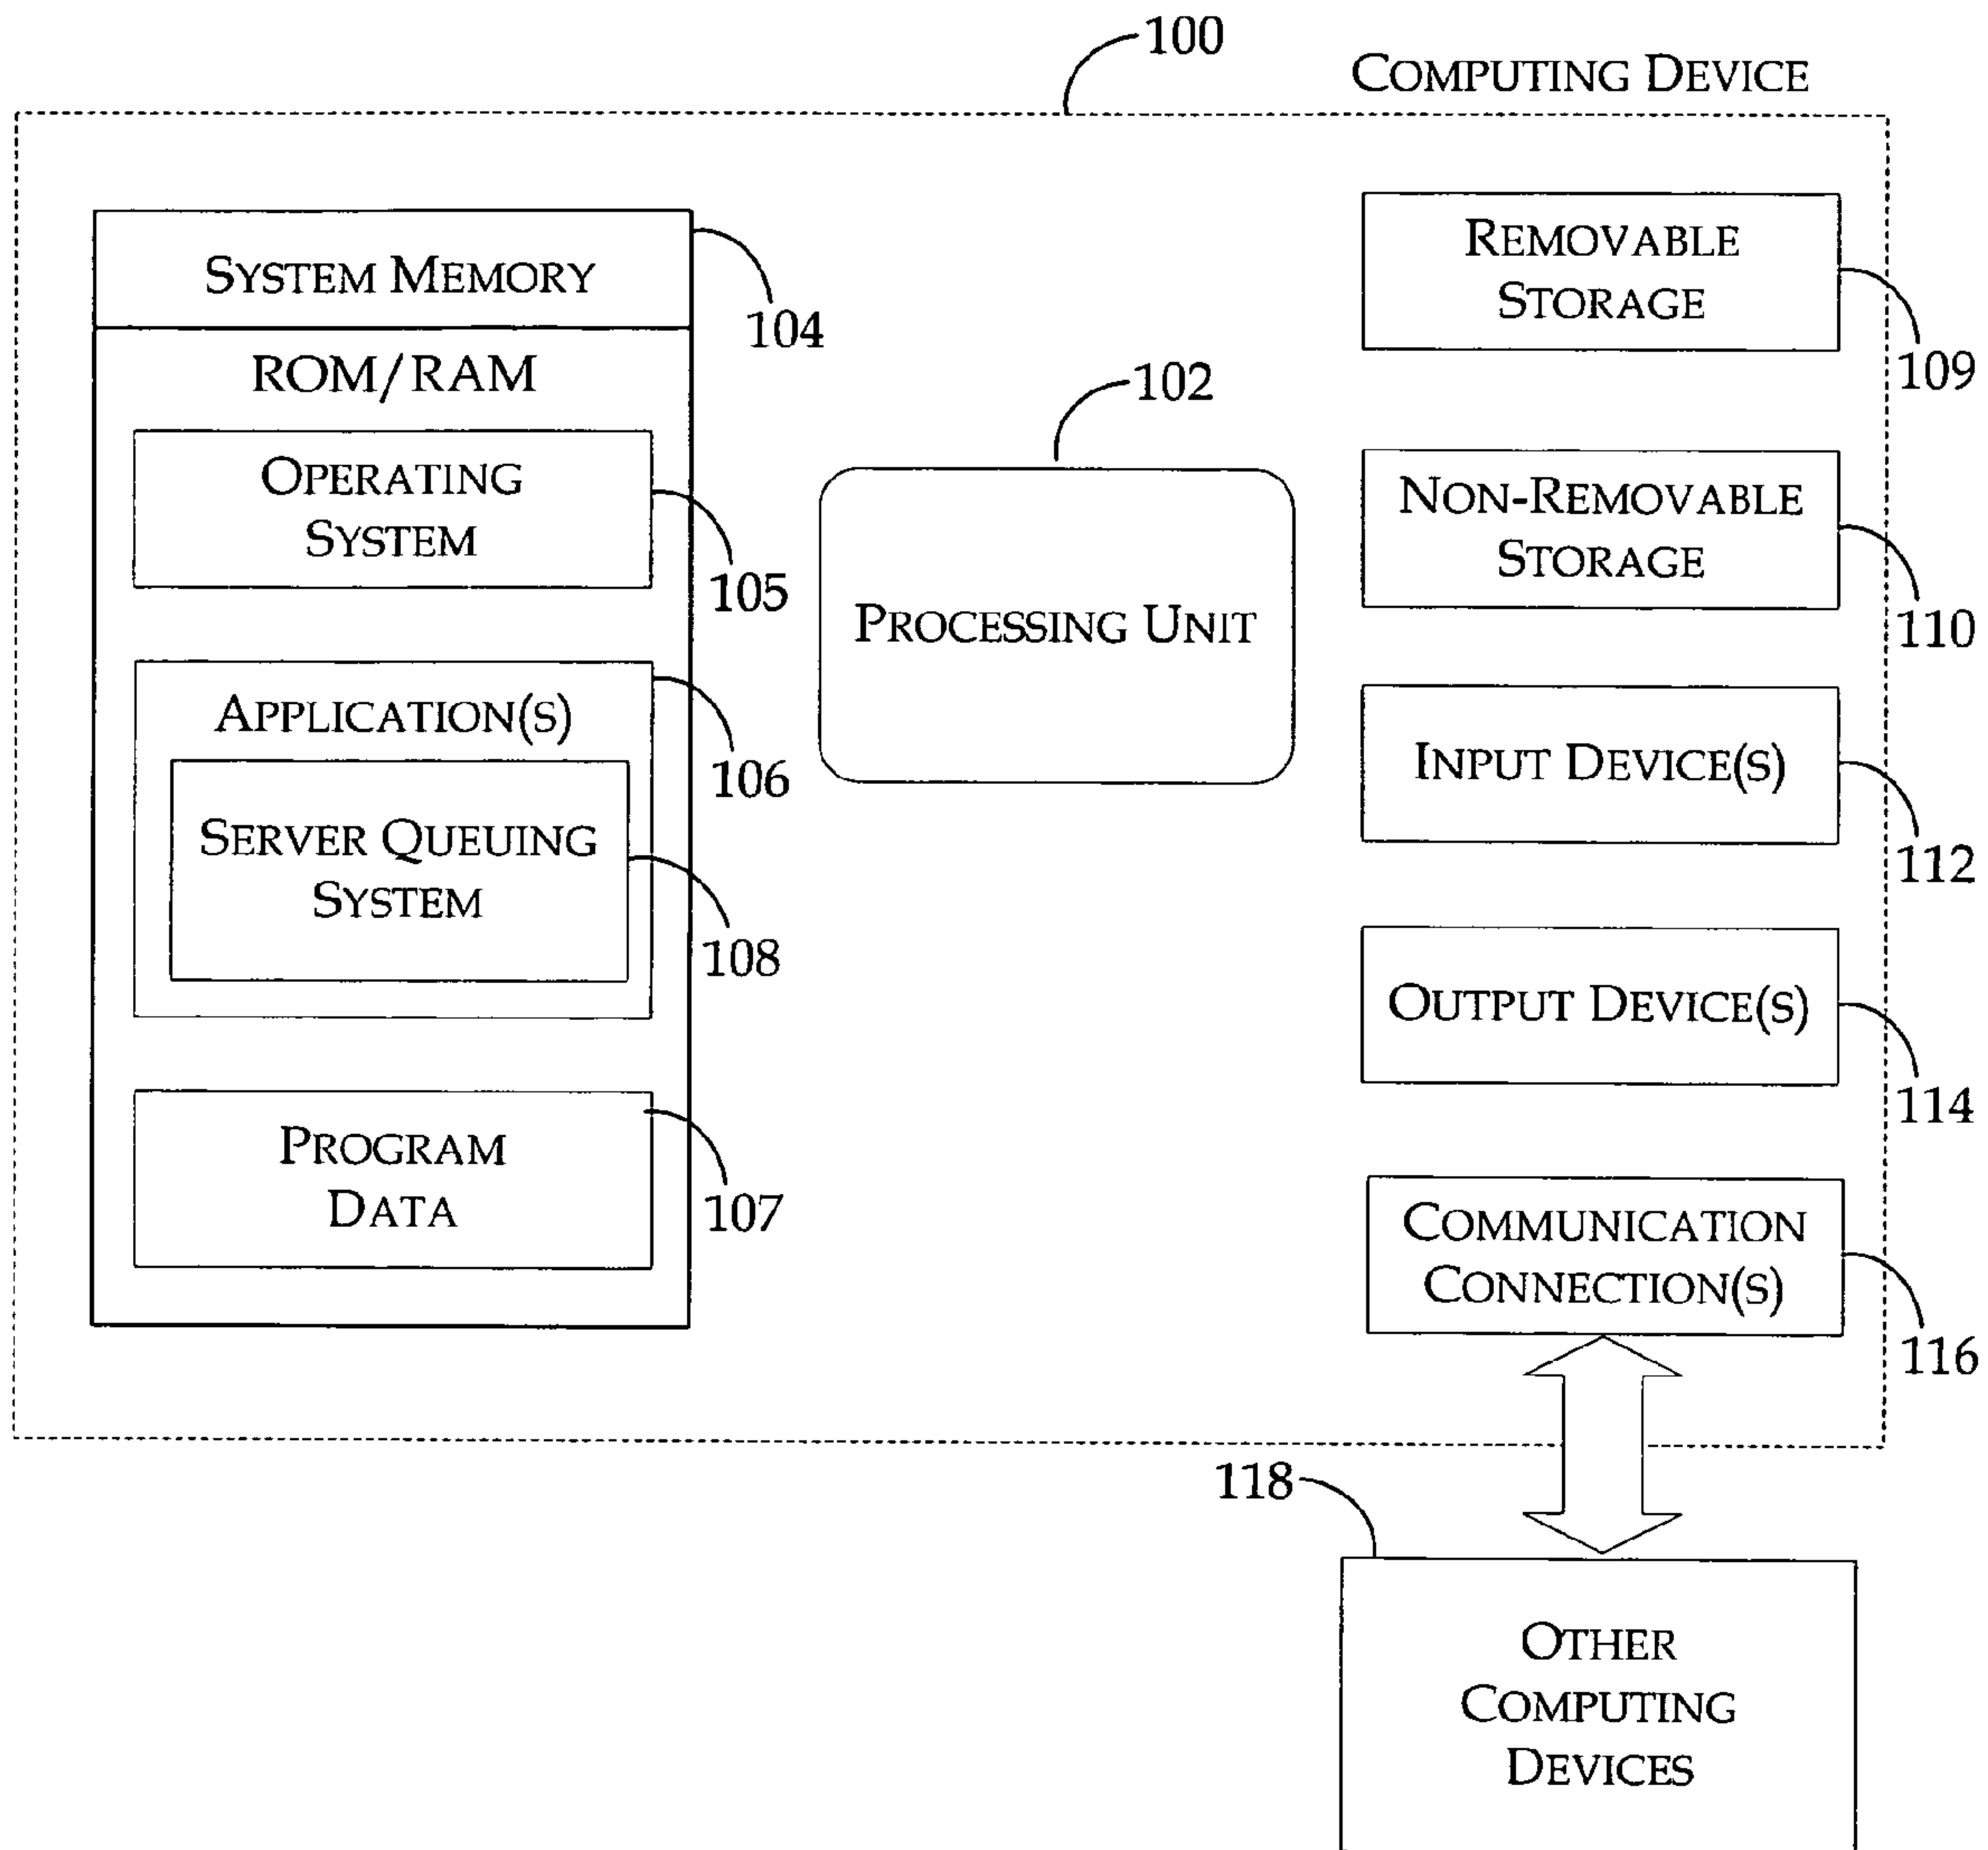 100
COMPUTING DEVICE
SYSTEM MEMORY
104
ROM/RAM
OPERATING
SYSTEM
105
APPLICATION(S)
106
SERVER QUEUING
SYSTEM
108
PROGRAM
DATA
107
102
PROCESSING UNIT
REMOVABLE
STORAGE
109
NON-REMOVABLE
STORAGE
110
INPUT DEVICE(S)
112
OUTPUT DEVICE(S)
114
COMMUNICATION
CONNECTION(S)
116
118
OTHER
COMPUTING
DEVICES